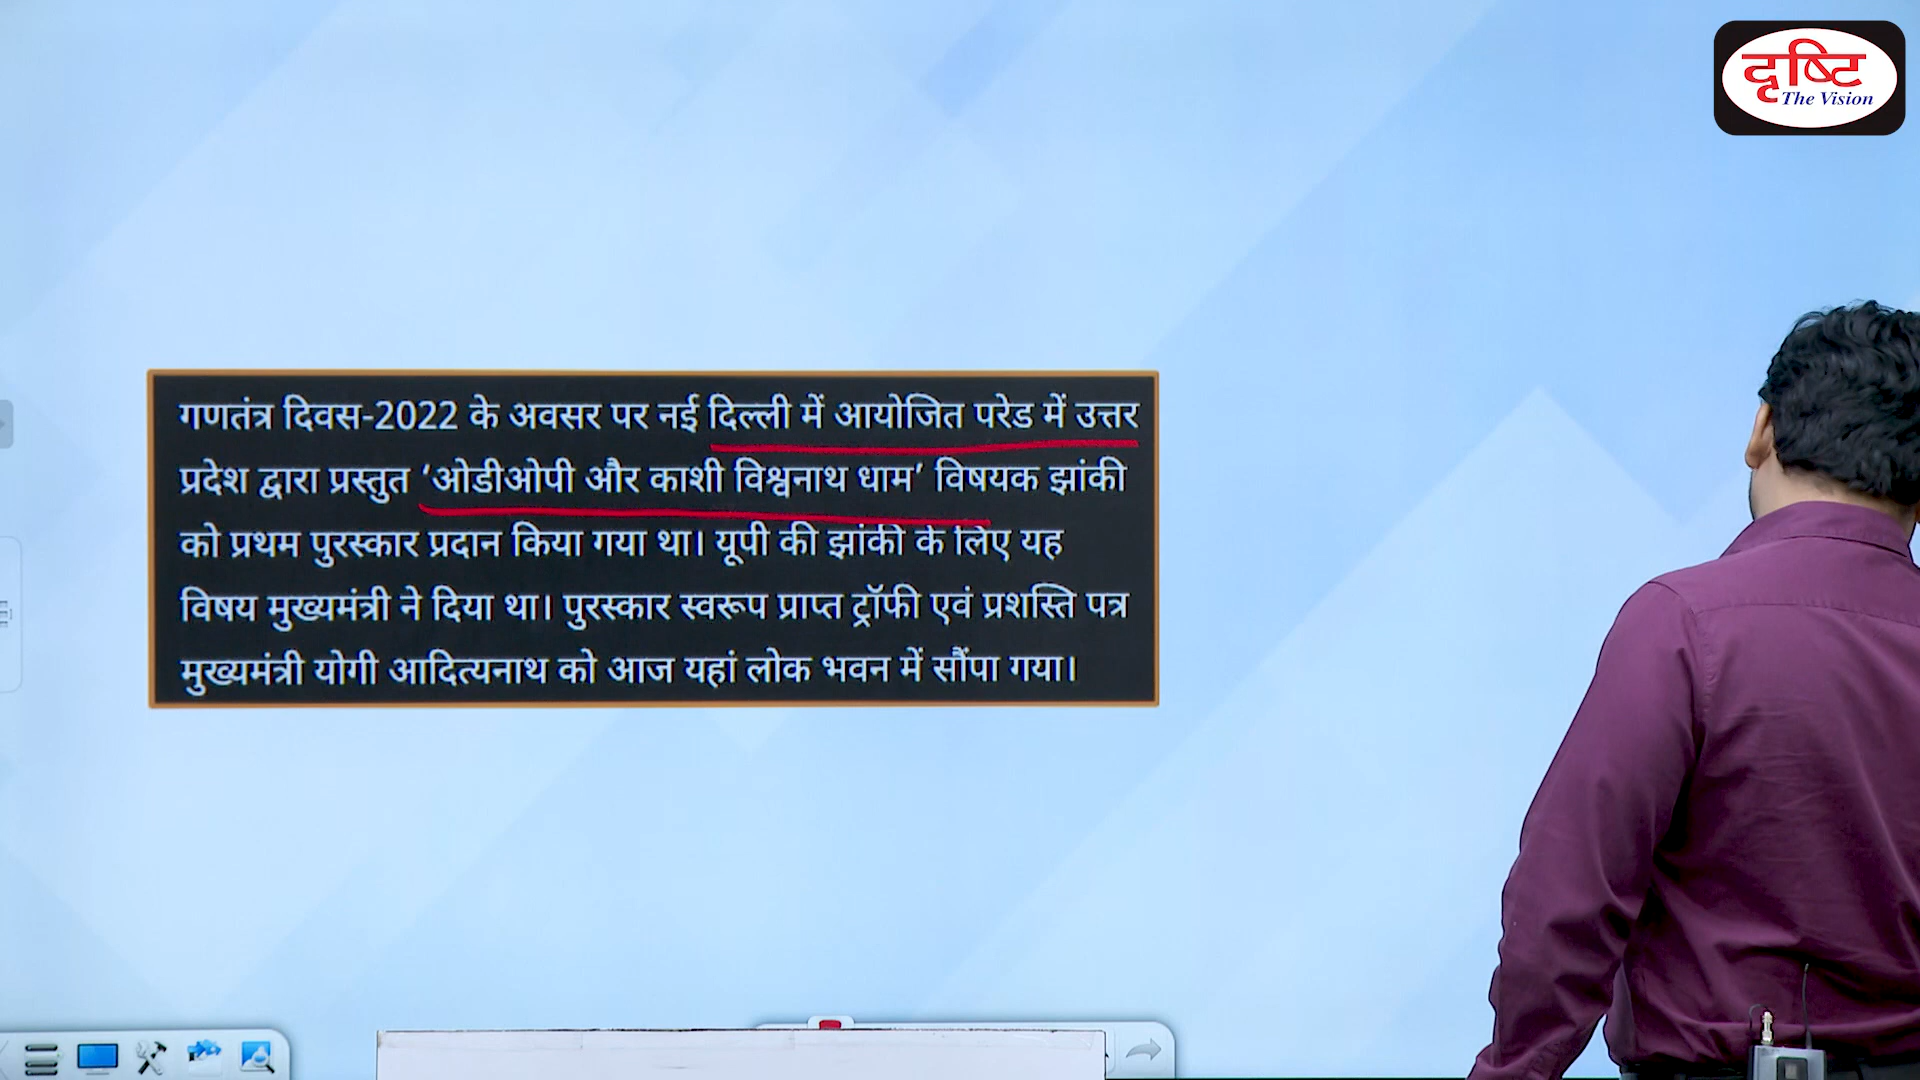 दृष्टि
The Vision
गणतंत्र दिवस-2022 के अवसर पर नई दिल्ली में आयोजित परेड में उत्तर
प्रदेश द्वारा प्रस्तुत ‘ओडीओपी और काशी विश्वनाथ धाम’ विषयक झांकी
को प्रथम पुरस्कार प्रदान किया गया था। यूपी की झांकी के लिए यह
विषय मुख्यमंत्री ने दिया था। पुरस्कार स्वरूप प्राप्त ट्रॉफी एवं प्रशस्ति पत्र
मुख्यमंत्री योगी आदित्यनाथ को आज यहां लोक भवन में सौंपा गया।